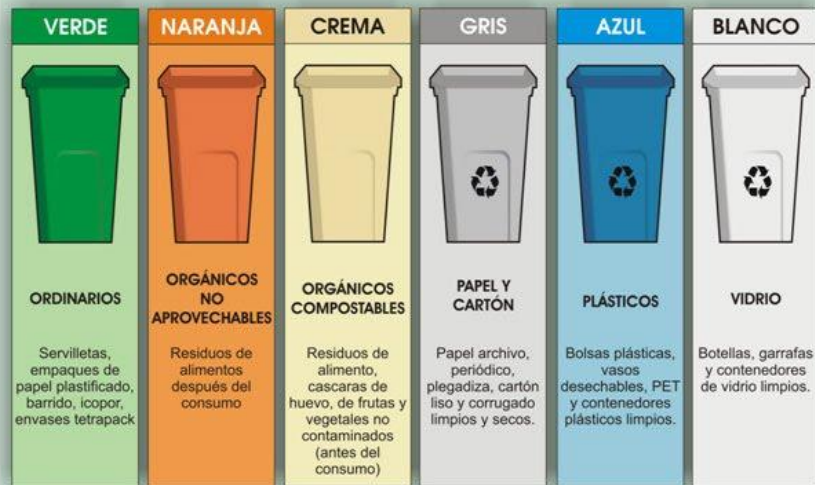 VERDE
ORDINARIOS
Servilletas,
empaques de
papel plastificado,
barrido, icopor,
envases tetrapack
NARANJA
ORGÁNICOS
NO
APROVECHABLES
Residuos de
alimentos
después del
consumo
CREMA
ORGÁNICOS
COMPOSTABLES
Residuos de
alimento,
cascaras de
huevo, de frutas y
vegetales no
contaminados
(antes del
consumo)
GRIS
PAPEL Y
CARTÓN
Papel archivo,
periódico,
plegadiza, cartón
liso y corrugado
limpios y secos.
AZUL
PLÁSTICOS
Bolsas plásticas,
vasos
desechables, PET
y contenedores
plásticos limpios.
BLANCO
VIDRIO
Botellas, garrafas
y contenedores
de vidrio limpios.